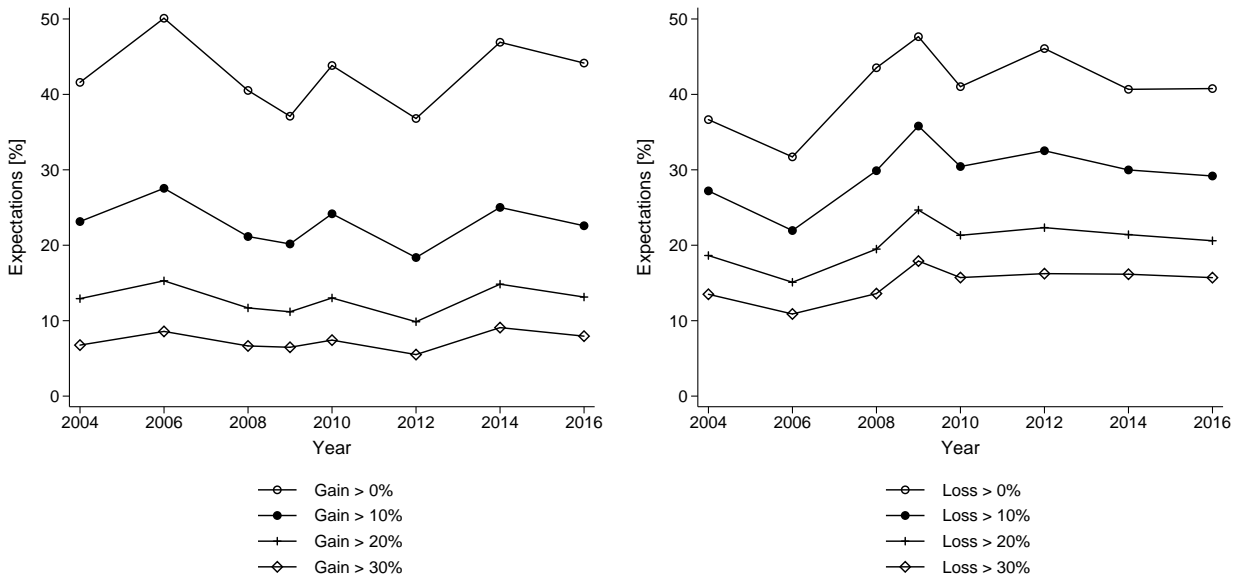 50
40
30
20
10
0
Expectations [%]
2004 2006 2008 2010 2012 2014 2016
Year
Gain > 0%
Gain > 10%
Gain > 20%
Gain > 30%
50
40
30
20
10
0
Expectations [%]
2004 2006 2008 2010 2012 2014 2016
Year
Loss > 0%
Loss > 10%
Loss > 20%
Loss > 30%